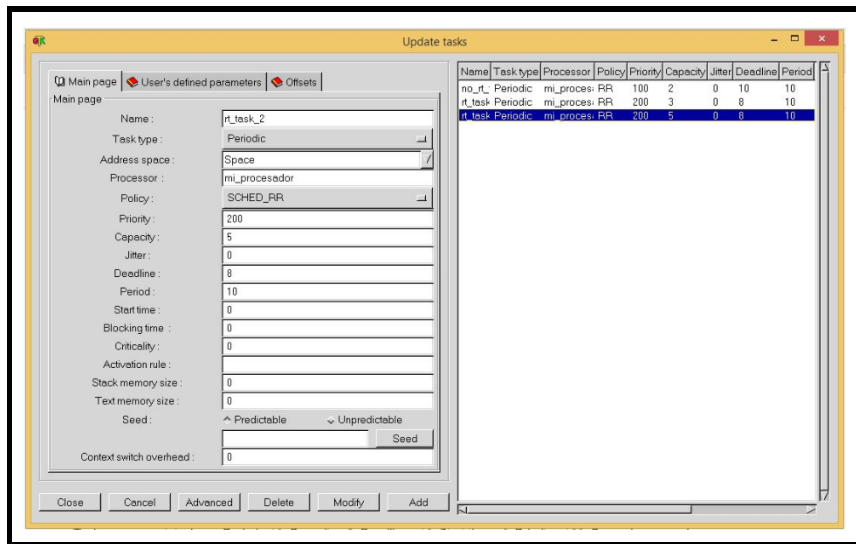 Update tasks
Main page User's defined parameters Offsets
Main page
Name : rt_task_2
Task type : Periodic
Address space : Space
Processor : mi_procesador
Policy : SCHED_RR
Priority : 200
Capacity : 5
Jitter : 0
Deadline : 8
Period : 10
Start time : 0
Blocking time : 0
Criticality : 0
Activation rule :
Stack memory size : 0
Text memory size : 0
Seed : Predictable Unpredictable
Seed
Context switch overhead : 0
Close Cancel Advanced Delete Modify Add
Name Task type Processor Policy Priority Capacity Jitter Deadline Period
no_rt_ Periodic mi_proces RR 100 2 0 10 10
rt_task Periodic mi_proces RR 200 3 0 8 10
rt_task Periodic mi_proces RR 200 5 0 8 10